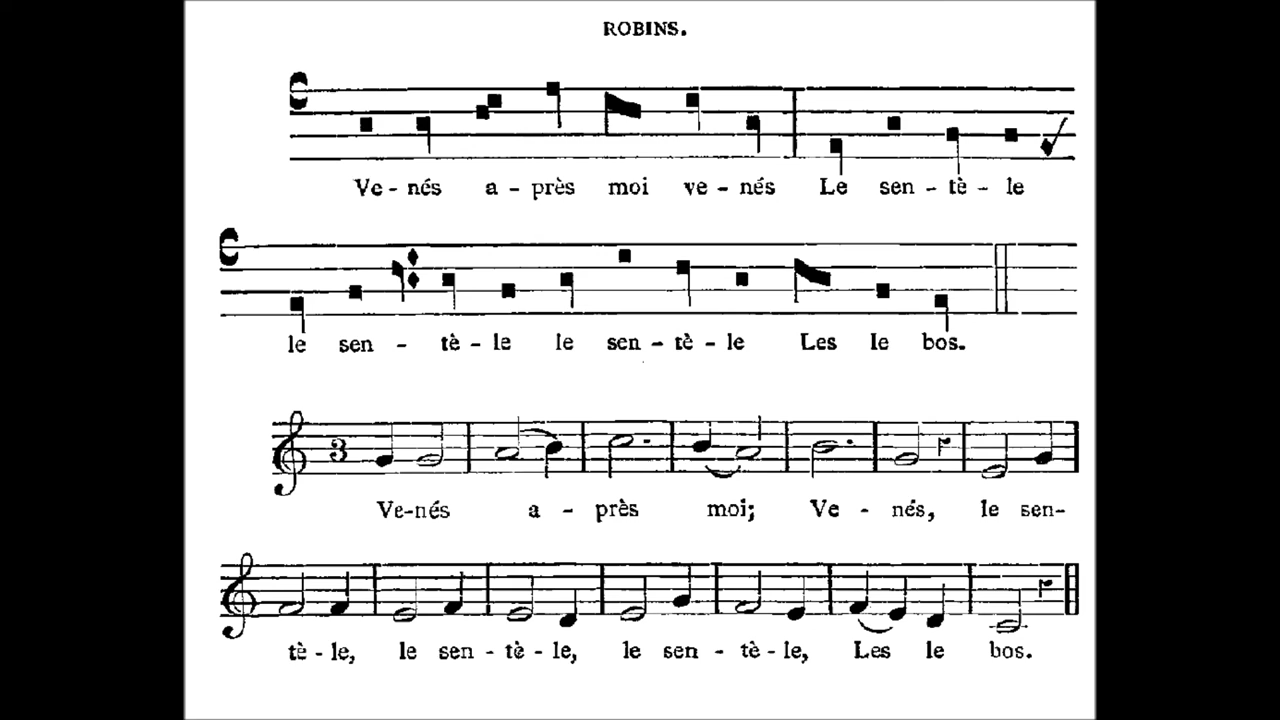 ROBINS.
Ve - nés a - près moi ve - nés Le sen - tè - le
le sen - tè - le le sen - tè - le Les le bos.
3
Ve-nés a - près moi; Ve - nés, le sen-
tè - le, le sen - tè - le, le sen - tè - le, Les le bos.